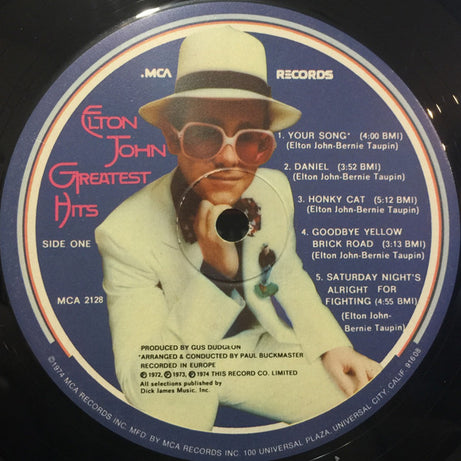 .MCA RECORDS
ELTON
JOHN
GREATEST
HITS
SIDE ONE
MCA 2128
1. YOUR SONG* (4:00 BMI)
(Elton John-Bernie Taupin)
2. DANIEL (3:52 BMI)
(Elton John-Bernie Taupin)
3. HONKY CAT (5:12 BMI)
(Elton John-Bernie Taupin)
4. GOODBYE YELLOW
BRICK ROAD (3:13 BMI)
(Elton John-Bernie Taupin)
5. SATURDAY NIGHT'S
ALRIGHT FOR
FIGHTING (4:55 BMI)
(Elton John-
Bernie Taupin)
PRODUCED BY GUS DUDGEON
*ARRANGED & CONDUCTED BY PAUL BUCKMASTER
RECORDED IN EUROPE
℗ 1972, ℗ 1973, ℗ 1974 THIS RECORD CO. LIMITED
All selections published by
Dick James Music, Inc.
©1974 MCA RECORDS INC. MFD. BY MCA RECORDS INC. 100 UNIVERSAL PLAZA, UNIVERSAL CITY, CALIF. 91608